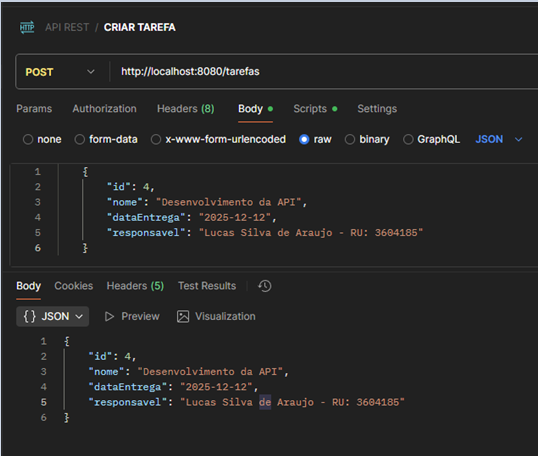 HTTP API REST / CRIAR TAREFA
POST http://localhost:8080/tarefas
Params Authorization Headers (8) Body Scripts Settings
none form-data x-www-form-urlencoded raw binary GraphQL JSON
1 {
2 "id": 4,
3 "nome": "Desenvolvimento da API",
4 "dataEntrega": "2025-12-12",
5 "responsavel": "Lucas Silva de Araujo - RU: 3604185"
6 }
Body Cookies Headers (5) Test Results
{} JSON Preview Visualization
1 {
2 "id": 4,
3 "nome": "Desenvolvimento da API",
4 "dataEntrega": "2025-12-12",
5 "responsavel": "Lucas Silva de Araujo - RU: 3604185"
6 }